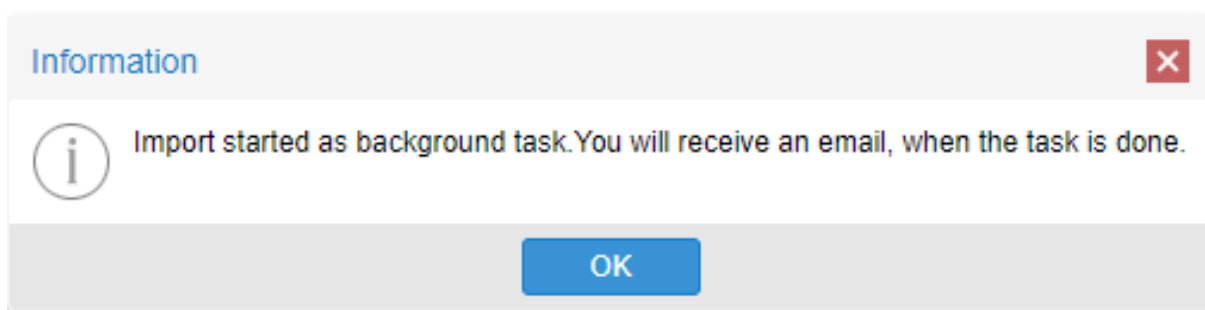 Information
Import started as background task.You will receive an email, when the task is done.
OK